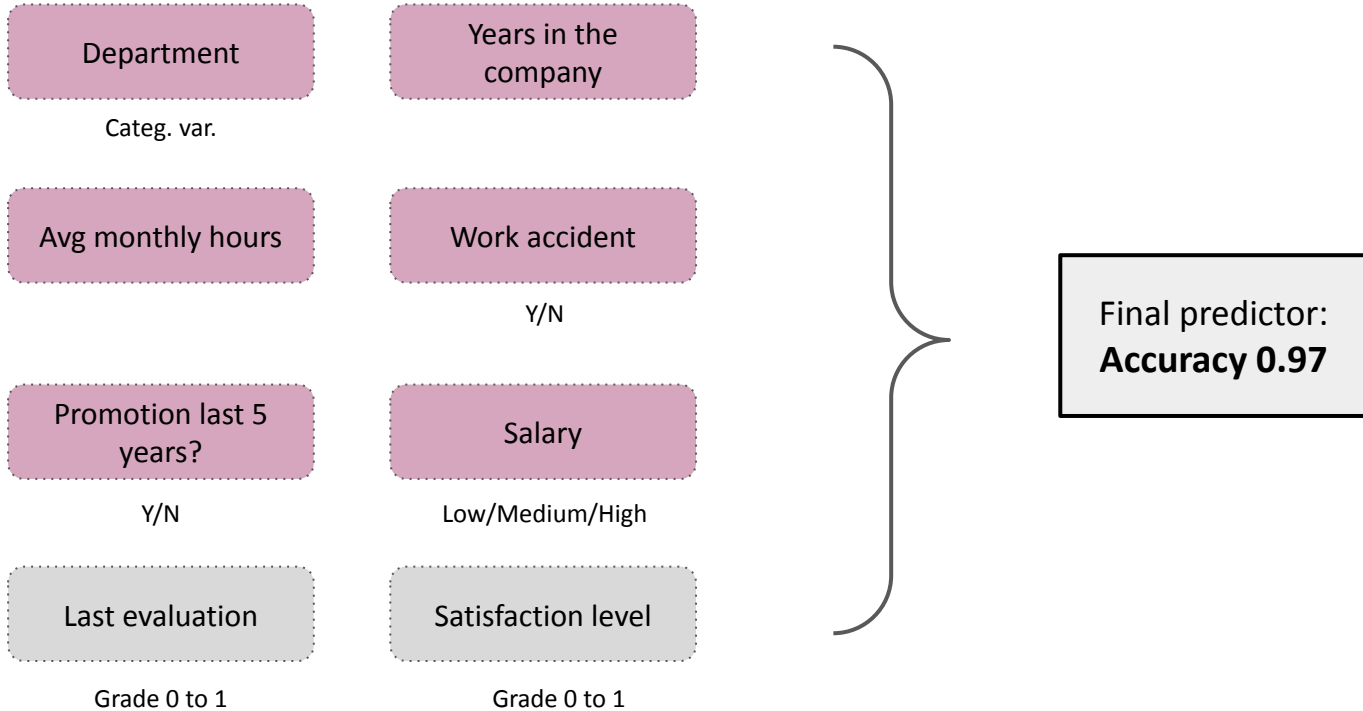 Department
Years in the
company
Categ. var.
Avg monthly hours
Work accident
Y/N
Final predictor:
Accuracy 0.97
Promotion last 5
years?
Salary
Y/N
Low/Medium/High
Last evaluation
Satisfaction level
Grade 0 to 1
Grade 0 to 1